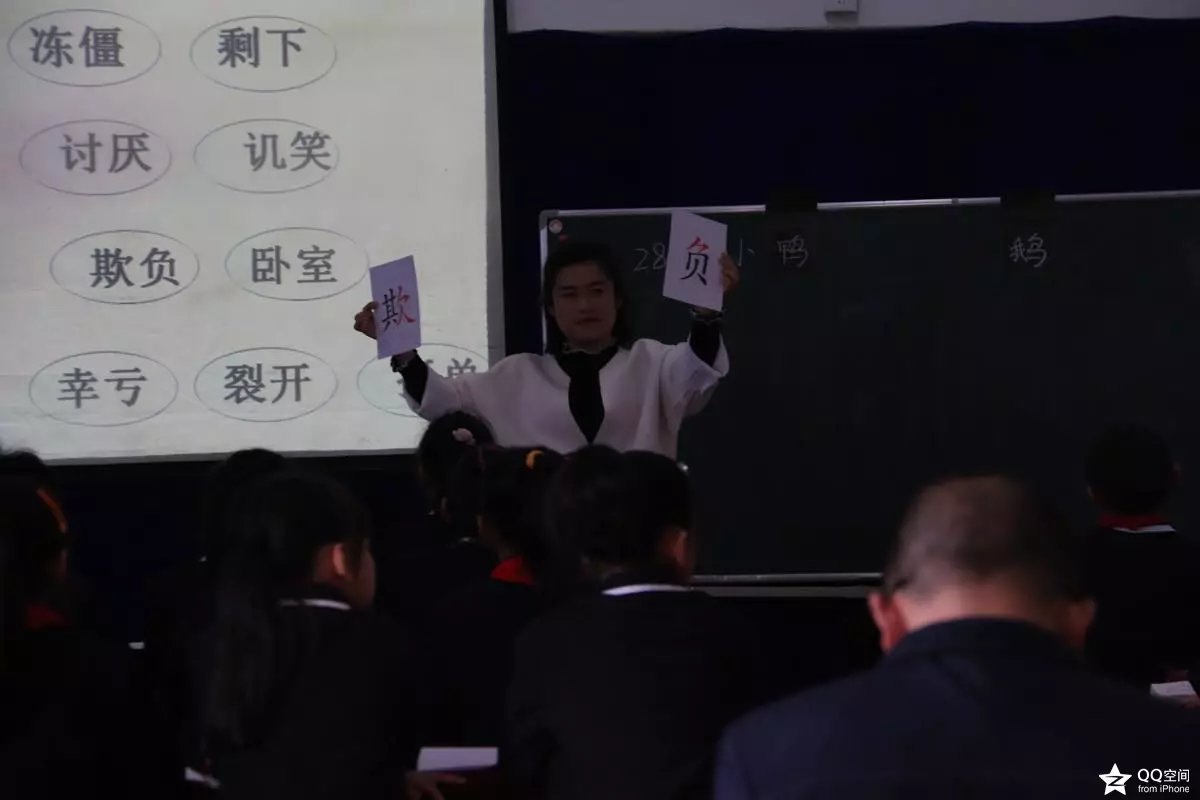 冻僵 剩下
讨厌 讥笑
欺负 卧室
幸亏 裂开 单
欺 负
28 小 鸭 鹅
QQ空间
from iPhone